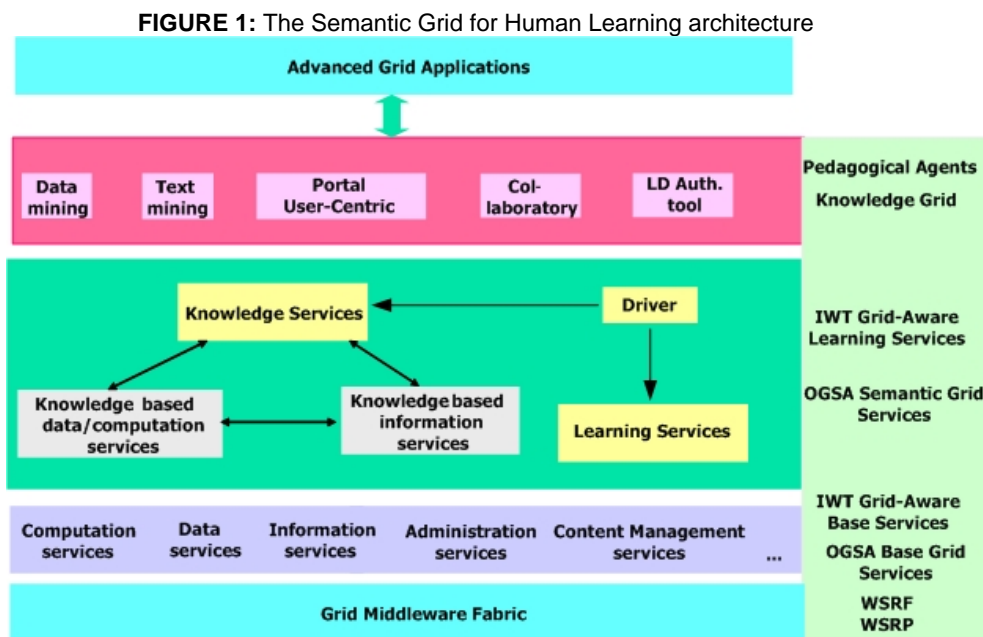 FIGURE 1: The Semantic Grid for Human Learning architecture
Advanced Grid Applications
Data
mining
Text
mining
Portal
User-Centric
Col-
laboratory
LD Auth.
tool
Pedagogical Agents
Knowledge Grid
Knowledge Services
Driver
Knowledge based
data/computation
services
Knowledge based
information
services
Learning Services
IWT Grid-Aware
Learning Services
OGSA Semantic Grid
Services
Computation
services
Data
services
Information
services
Administration
services
Content Management
services
...
IWT Grid-Aware
Base Services
OGSA Base Grid
Services
Grid Middleware Fabric
WSRF
WSRP